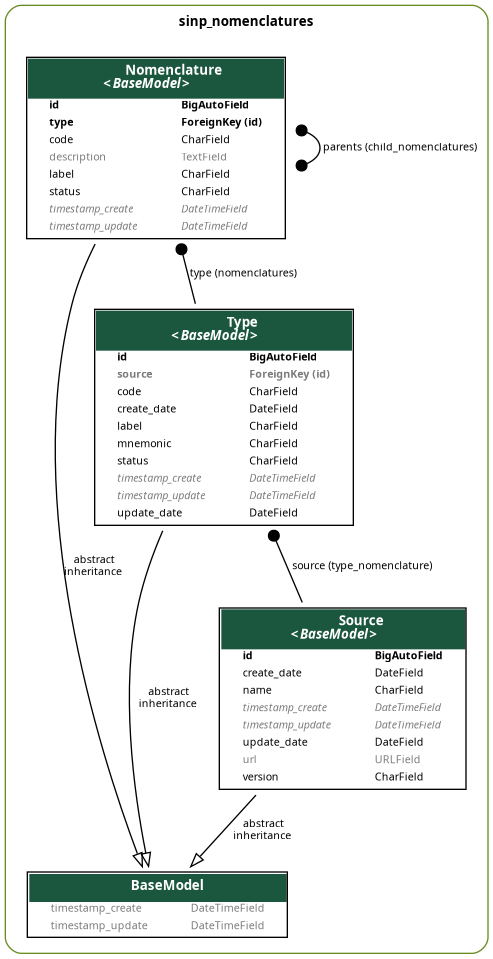 sinp_nomenclatures
Nomenclature
<BaseModel>
id BigAutoField
type ForeignKey (id)
code CharField
description TextField
label CharField
status CharField
timestamp_create DateTimeField
timestamp_update DateTimeField
parents (child_nomenclatures)
type (nomenclatures)
Type
<BaseModel>
id BigAutoField
source ForeignKey (id)
code CharField
create_date DateField
label CharField
mnemonic CharField
status CharField
timestamp_create DateTimeField
timestamp_update DateTimeField
update_date DateField
abstract
inheritance
source (type_nomenclature)
Source
<BaseModel>
id BigAutoField
create_date DateField
name CharField
timestamp_create DateTimeField
timestamp_update DateTimeField
update_date DateField
url URLField
version CharField
abstract
inheritance
abstract
inheritance
BaseModel
timestamp_create DateTimeField
timestamp_update DateTimeField